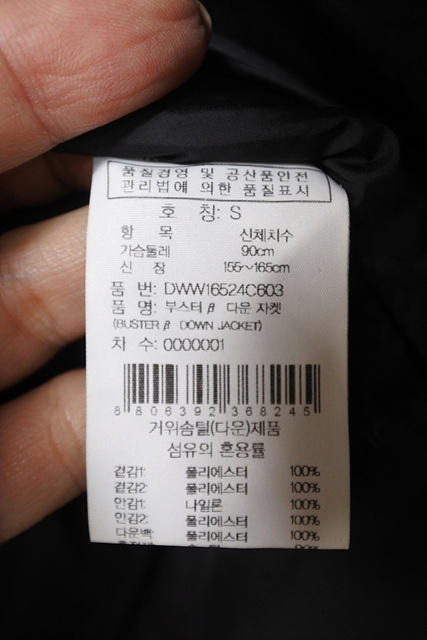 품질경영 및 공산품안전
관리법에 의한 품질표시
호 칭: S
항 목 신체치수
가슴둘레 90cm
신 장 155~165cm
품 번: DWW16524C603
품 명: 부스터 β 다운 자켓
(BUSTER β DOWN JACKET)
차 수: 0000001
8 806392 368245
거위솜털(다운)제품
섬유의 혼용률
겉감1: 폴리에스터 100%
겉감2: 폴리에스터 100%
안감1: 나일론 100%
안감2: 폴리에스터 100%
다운백: 폴리에스터 100%